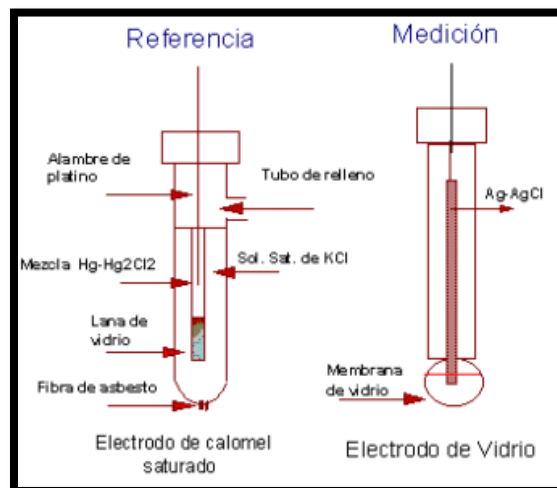 Referencia
Medición
Alambre de
platino
Tubo de relleno
Ag-AgCl
Mezcla Hg-Hg2Cl2
Sol. Sat. de KCl
Lana de
vidrio
Fibra de asbesto
Membrana
de vidrio
Electrodo de calomel
saturado
Electrodo de Vidrio